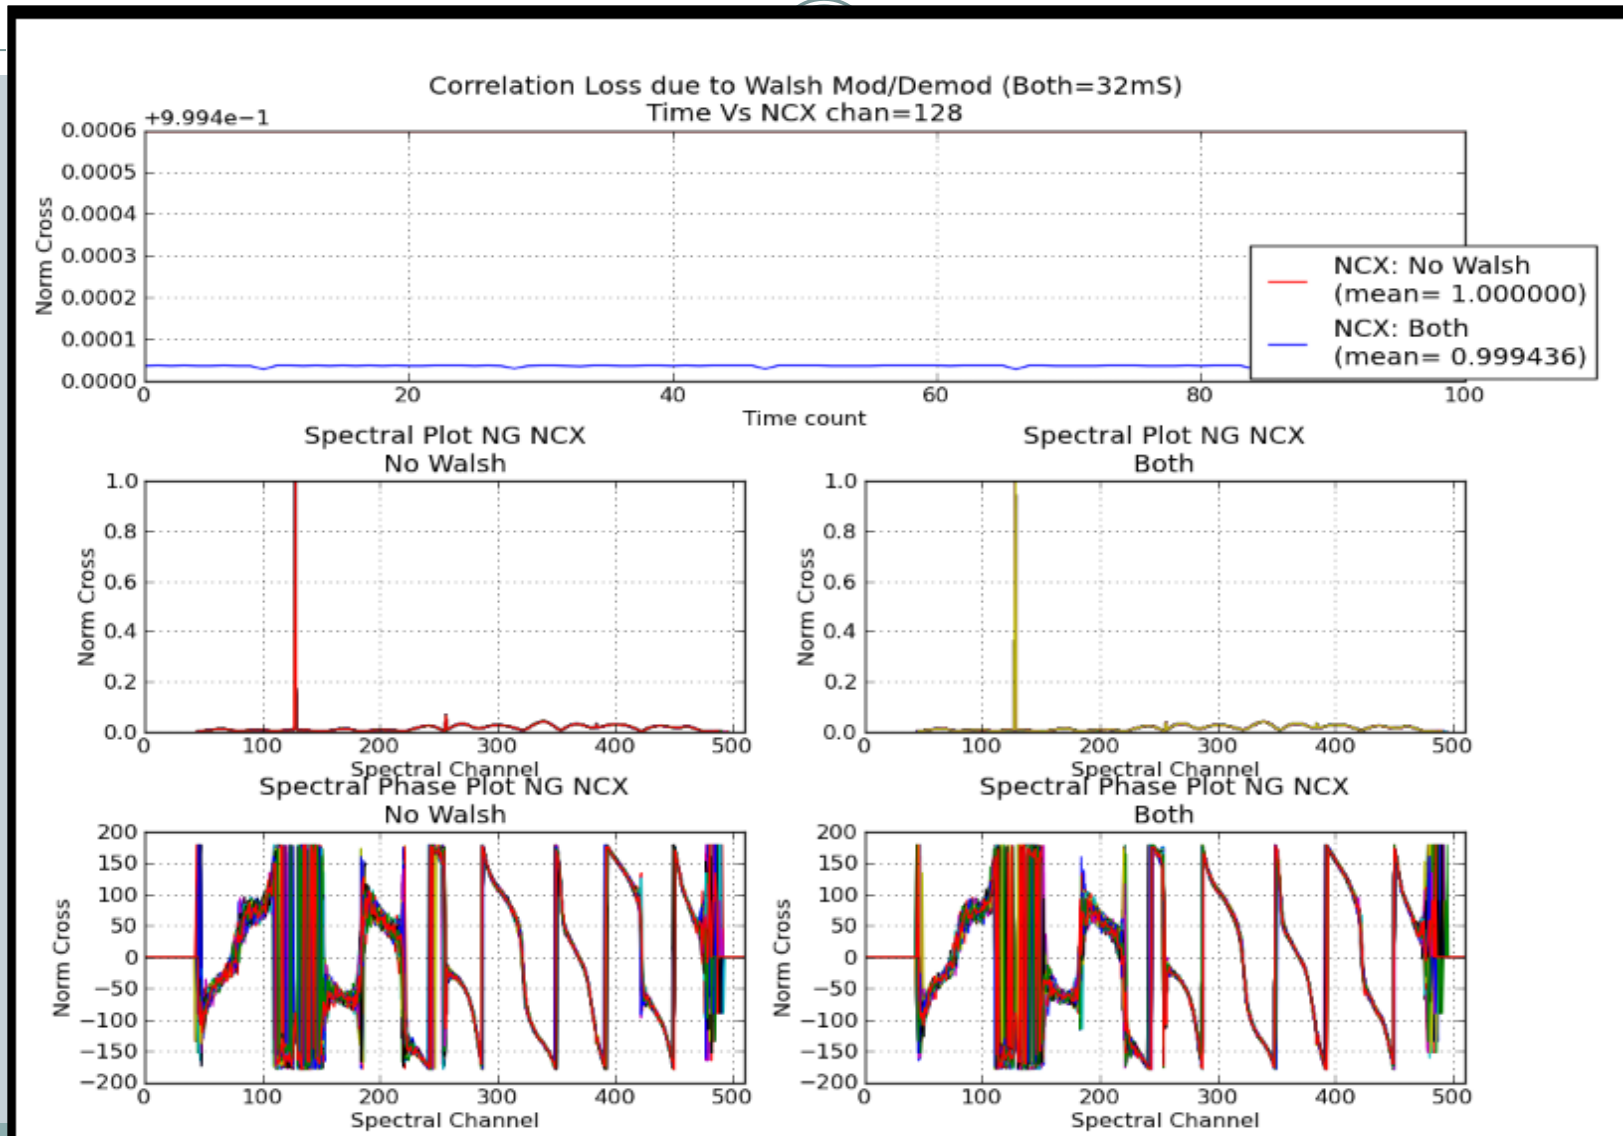 Correlation Loss due to Walsh Mod/Demod (Both=32mS)
Time Vs NCX chan=128
+9.994e−1
0.0006
0.0005
0.0004
0.0003
0.0002
0.0001
0.0000
Norm Cross
0 20 40 60 80 100
Time count
NCX: No Walsh
(mean= 1.000000)
NCX: Both
(mean= 0.999436)
Spectral Plot NG NCX
No Walsh
1.0
0.8
0.6
0.4
0.2
0.0
Norm Cross
0 100 200 300 400 500
Spectral Channel
Spectral Plot NG NCX
Both
1.0
0.8
0.6
0.4
0.2
0.0
Norm Cross
0 100 200 300 400 500
Spectral Channel
Spectral Phase Plot NG NCX
No Walsh
200
150
100
50
0
−50
−100
−150
−200
Norm Cross
0 100 200 300 400 500
Spectral Channel
Spectral Phase Plot NG NCX
Both
200
150
100
50
0
−50
−100
−150
−200
Norm Cross
0 100 200 300 400 500
Spectral Channel